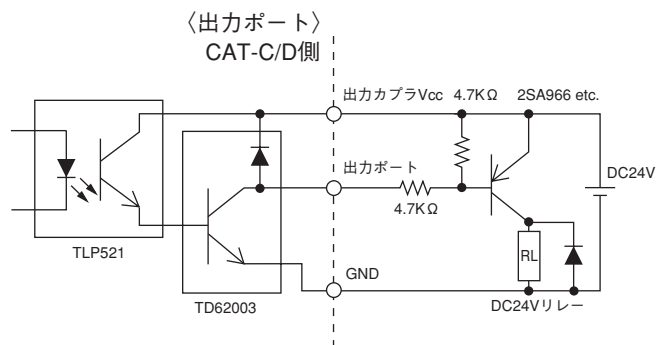 〈出力ポート〉
CAT-C/D側
出力カプラVcc 4.7KΩ 2SA966 etc.
出力ポート
DC24V
4.7KΩ
TLP521
RL
GND
TD62003
DC24Vリレー